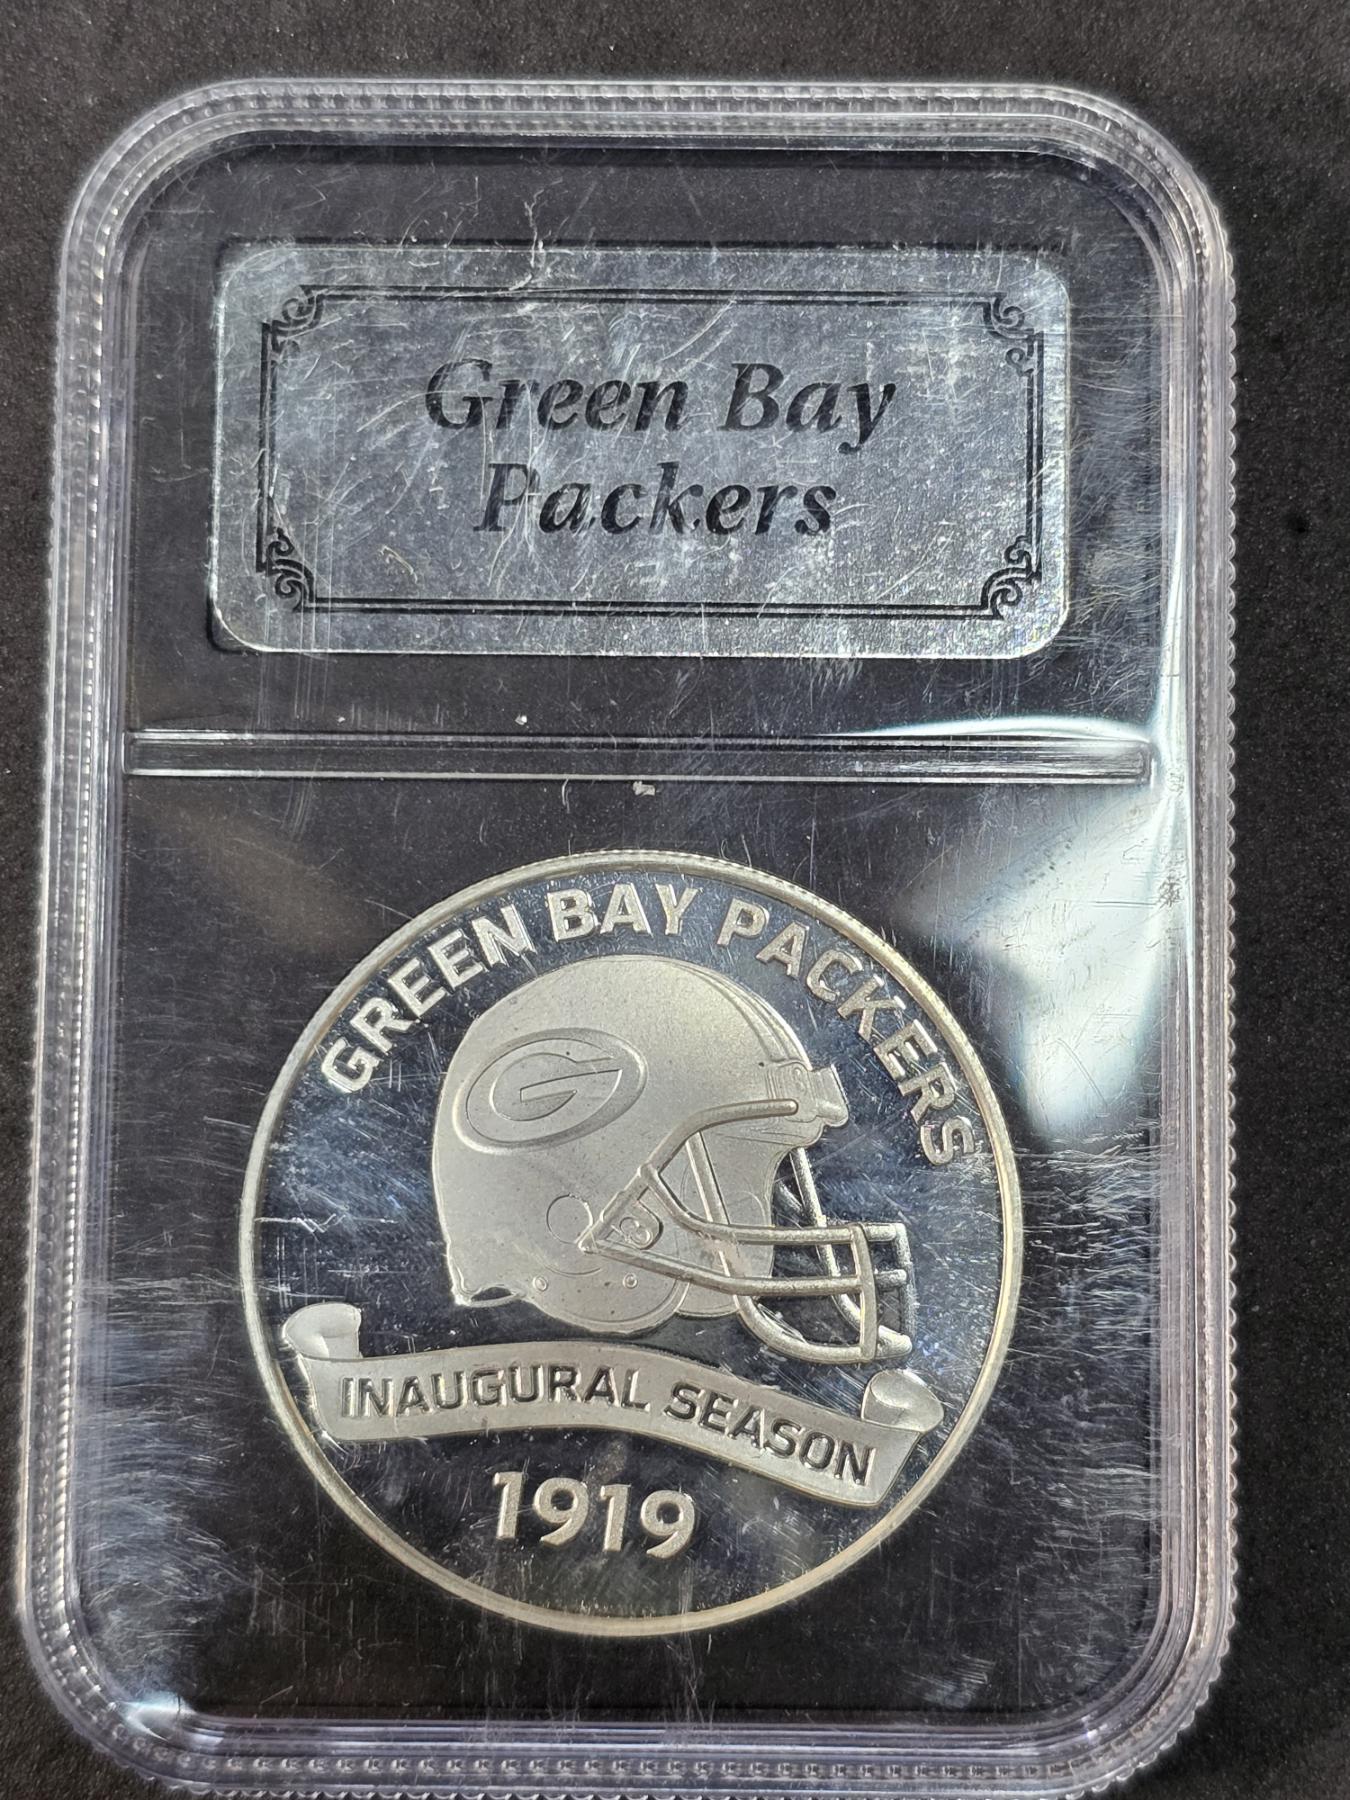 Green Bay
Packers
GREEN BAY PACKERS
G
INAUGURAL SEASON
1919